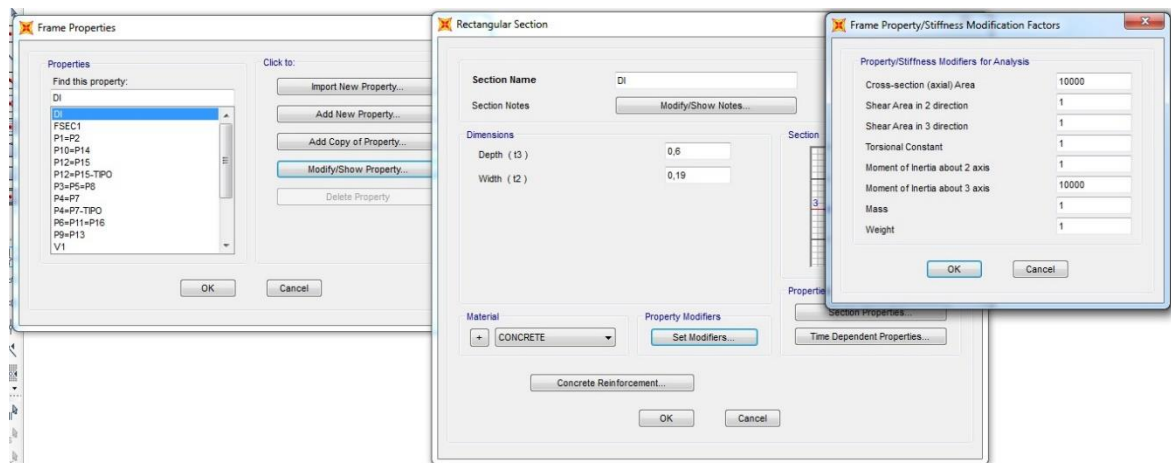 Frame Properties
Properties
Find this property:
DI
DI
FSEC1
P1=P2
P10=P14
P12=P15
P12=P15-TIPO
P3=P5=P8
P4=P7
P4=P7-TIPO
P6=P11=P16
P9=P13
V1
Click to:
Import New Property...
Add New Property...
Add Copy of Property...
Modify/Show Property...
Delete Property
OK
Cancel
Rectangular Section
Section Name
DI
Section Notes
Modify/Show Notes...
Dimensions
Depth ( t3 )
0,6
Width ( t2 )
0,19
Section
3
Material
+
CONCRETE
Property Modifiers
Set Modifiers...
Properties
Section Properties...
Time Dependent Properties...
Concrete Reinforcement...
OK
Cancel
Frame Property/Stiffness Modification Factors
Property/Stiffness Modifiers for Analysis
Cross-section (axial) Area
10000
Shear Area in 2 direction
1
Shear Area in 3 direction
1
Torsional Constant
1
Moment of Inertia about 2 axis
1
Moment of Inertia about 3 axis
10000
Mass
1
Weight
1
OK
Cancel